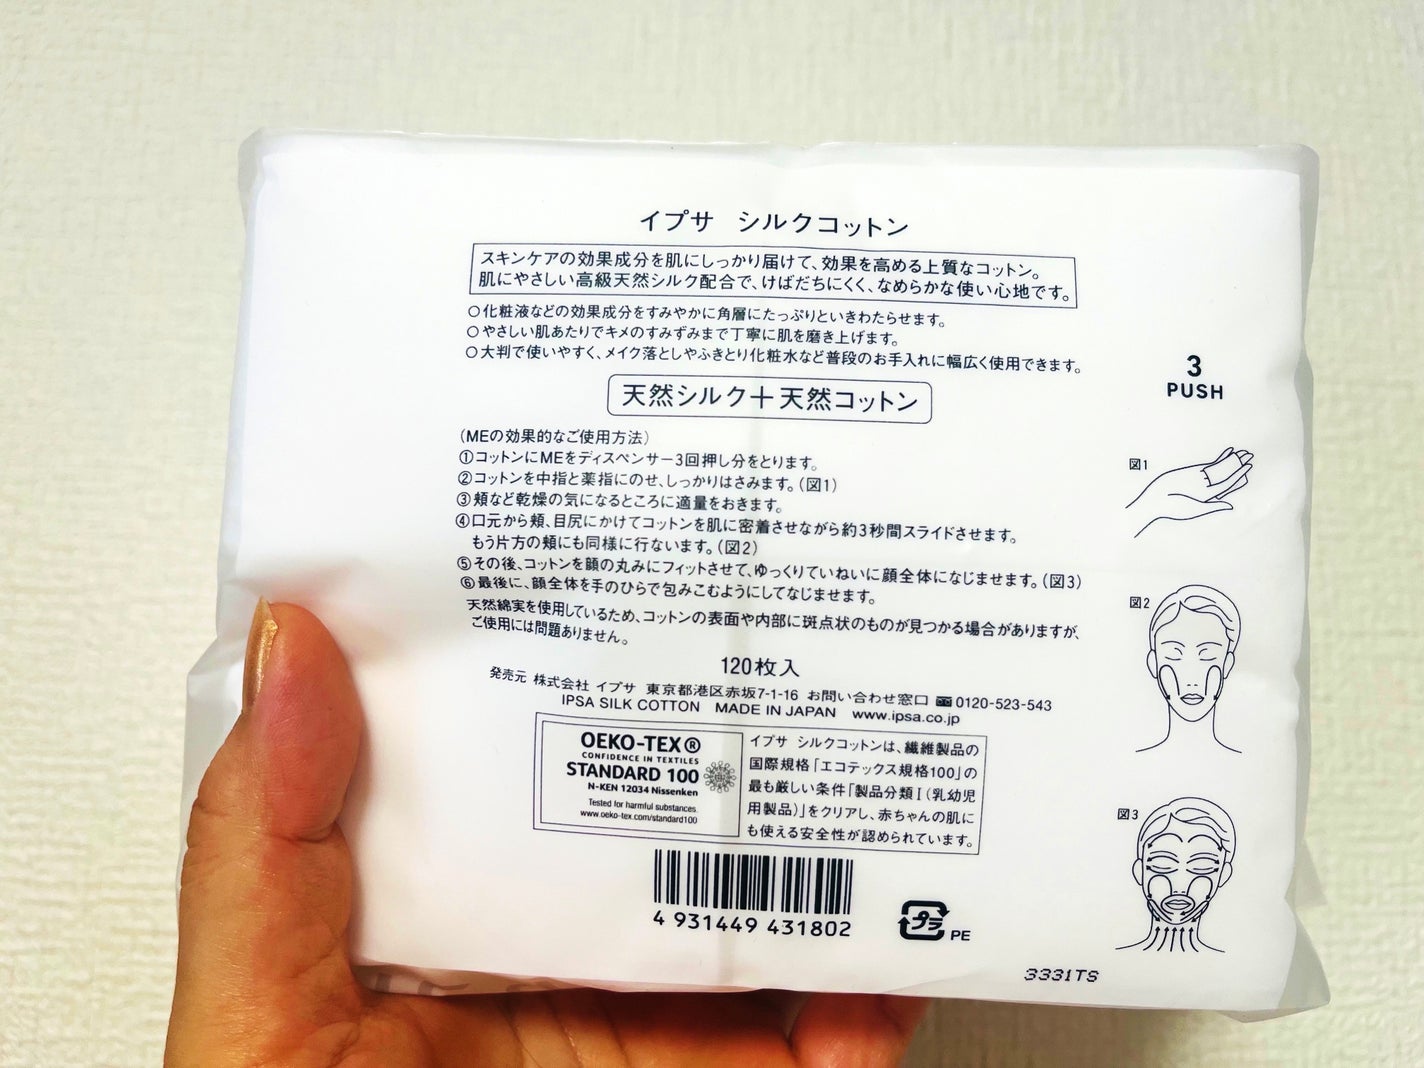 イプサ シルクコットン
スキンケアの効果成分を肌にしっかり届けて、効果を高める上質なコットン。
肌にやさしい高級天然シルク配合で、けばだちにくく、なめらかな使い心地です。
○化粧液などの効果成分をすみやかに角層にたっぷりといきわたらせます。
○やさしい肌あたりでキメのすみずみまで丁寧に肌を磨き上げます。
○大判で使いやすく、メイク落としやふきとり化粧水など普段のお手入れに幅広く使用できます。
天然シルク+天然コットン
(MEの効果的なご使用方法)
①コットンにMEをディスペンサー3回押し分をとります。
②コットンを中指と薬指にのせ、しっかりはさみます。(図1)
③頬など乾燥の気になるところに適量をおきます。
④口元から頬、目尻にかけてコットンを肌に密着させながら約3秒間スライドさせます。
もう片方の頬にも同様に行ないます。(図2)
⑤その後、コットンを顔の丸みにフィットさせて、ゆっくりていねいに顔全体になじませます。(図3)
⑥最後に、顔全体を手のひらで包みこむようにしてなじませます。
天然綿実を使用しているため、コットンの表面や内部に斑点状のものが見つかる場合がありますが、
ご使用には問題ありません。
120枚入
発売元 株式会社 イプサ 東京都港区赤坂7-1-16 お問い合わせ窓口 0120-523-543
IPSA SILK COTTON MADE IN JAPAN www.ipsa.co.jp
OEKO-TEX®
CONFIDENCE IN TEXTILES
STANDARD 100
N-KEN 12034 Nissenken
Tested for harmful substances.
www.oeko-tex.com/standard100
イプサ シルクコットンは、繊維製品の
国際規格「エコテックス規格100」の
最も厳しい条件「製品分類Ⅰ(乳幼児
用製品)」をクリアし、赤ちゃんの肌に
も使える安全性が認められています。
4 931449 431802
プラ
PE
3331TS
3
PUSH
図1
図2
図3